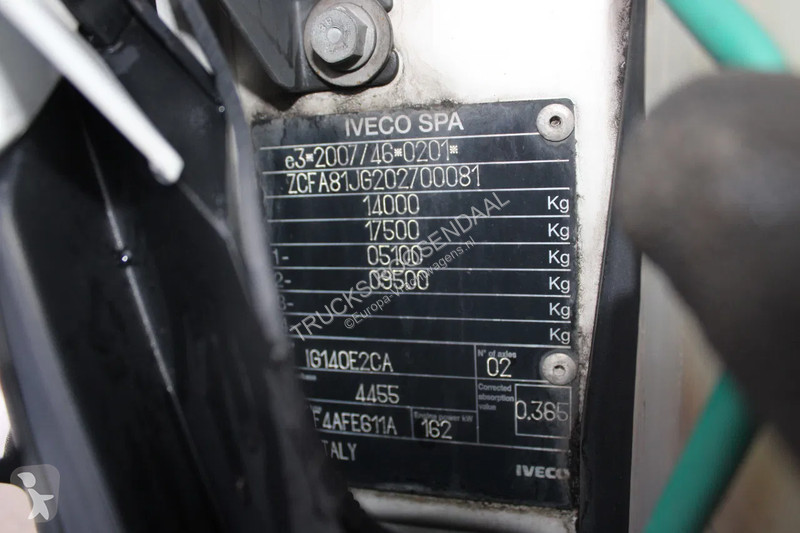 IVECO SPA
e3*2007/46*0201*
ZCFA81JG202700081
14000 Kg
17500 Kg
1- 05100 Kg
2- 09500 Kg
3- Kg
Kg
TRUCKS ROSENDAAL
©Europa-Vrachtwagens.nl
IG140E2CA N° of axles 02
4455 Corrected absorption value 0.365
F4AFE611A Engine power kW 162
ITALY IVECO